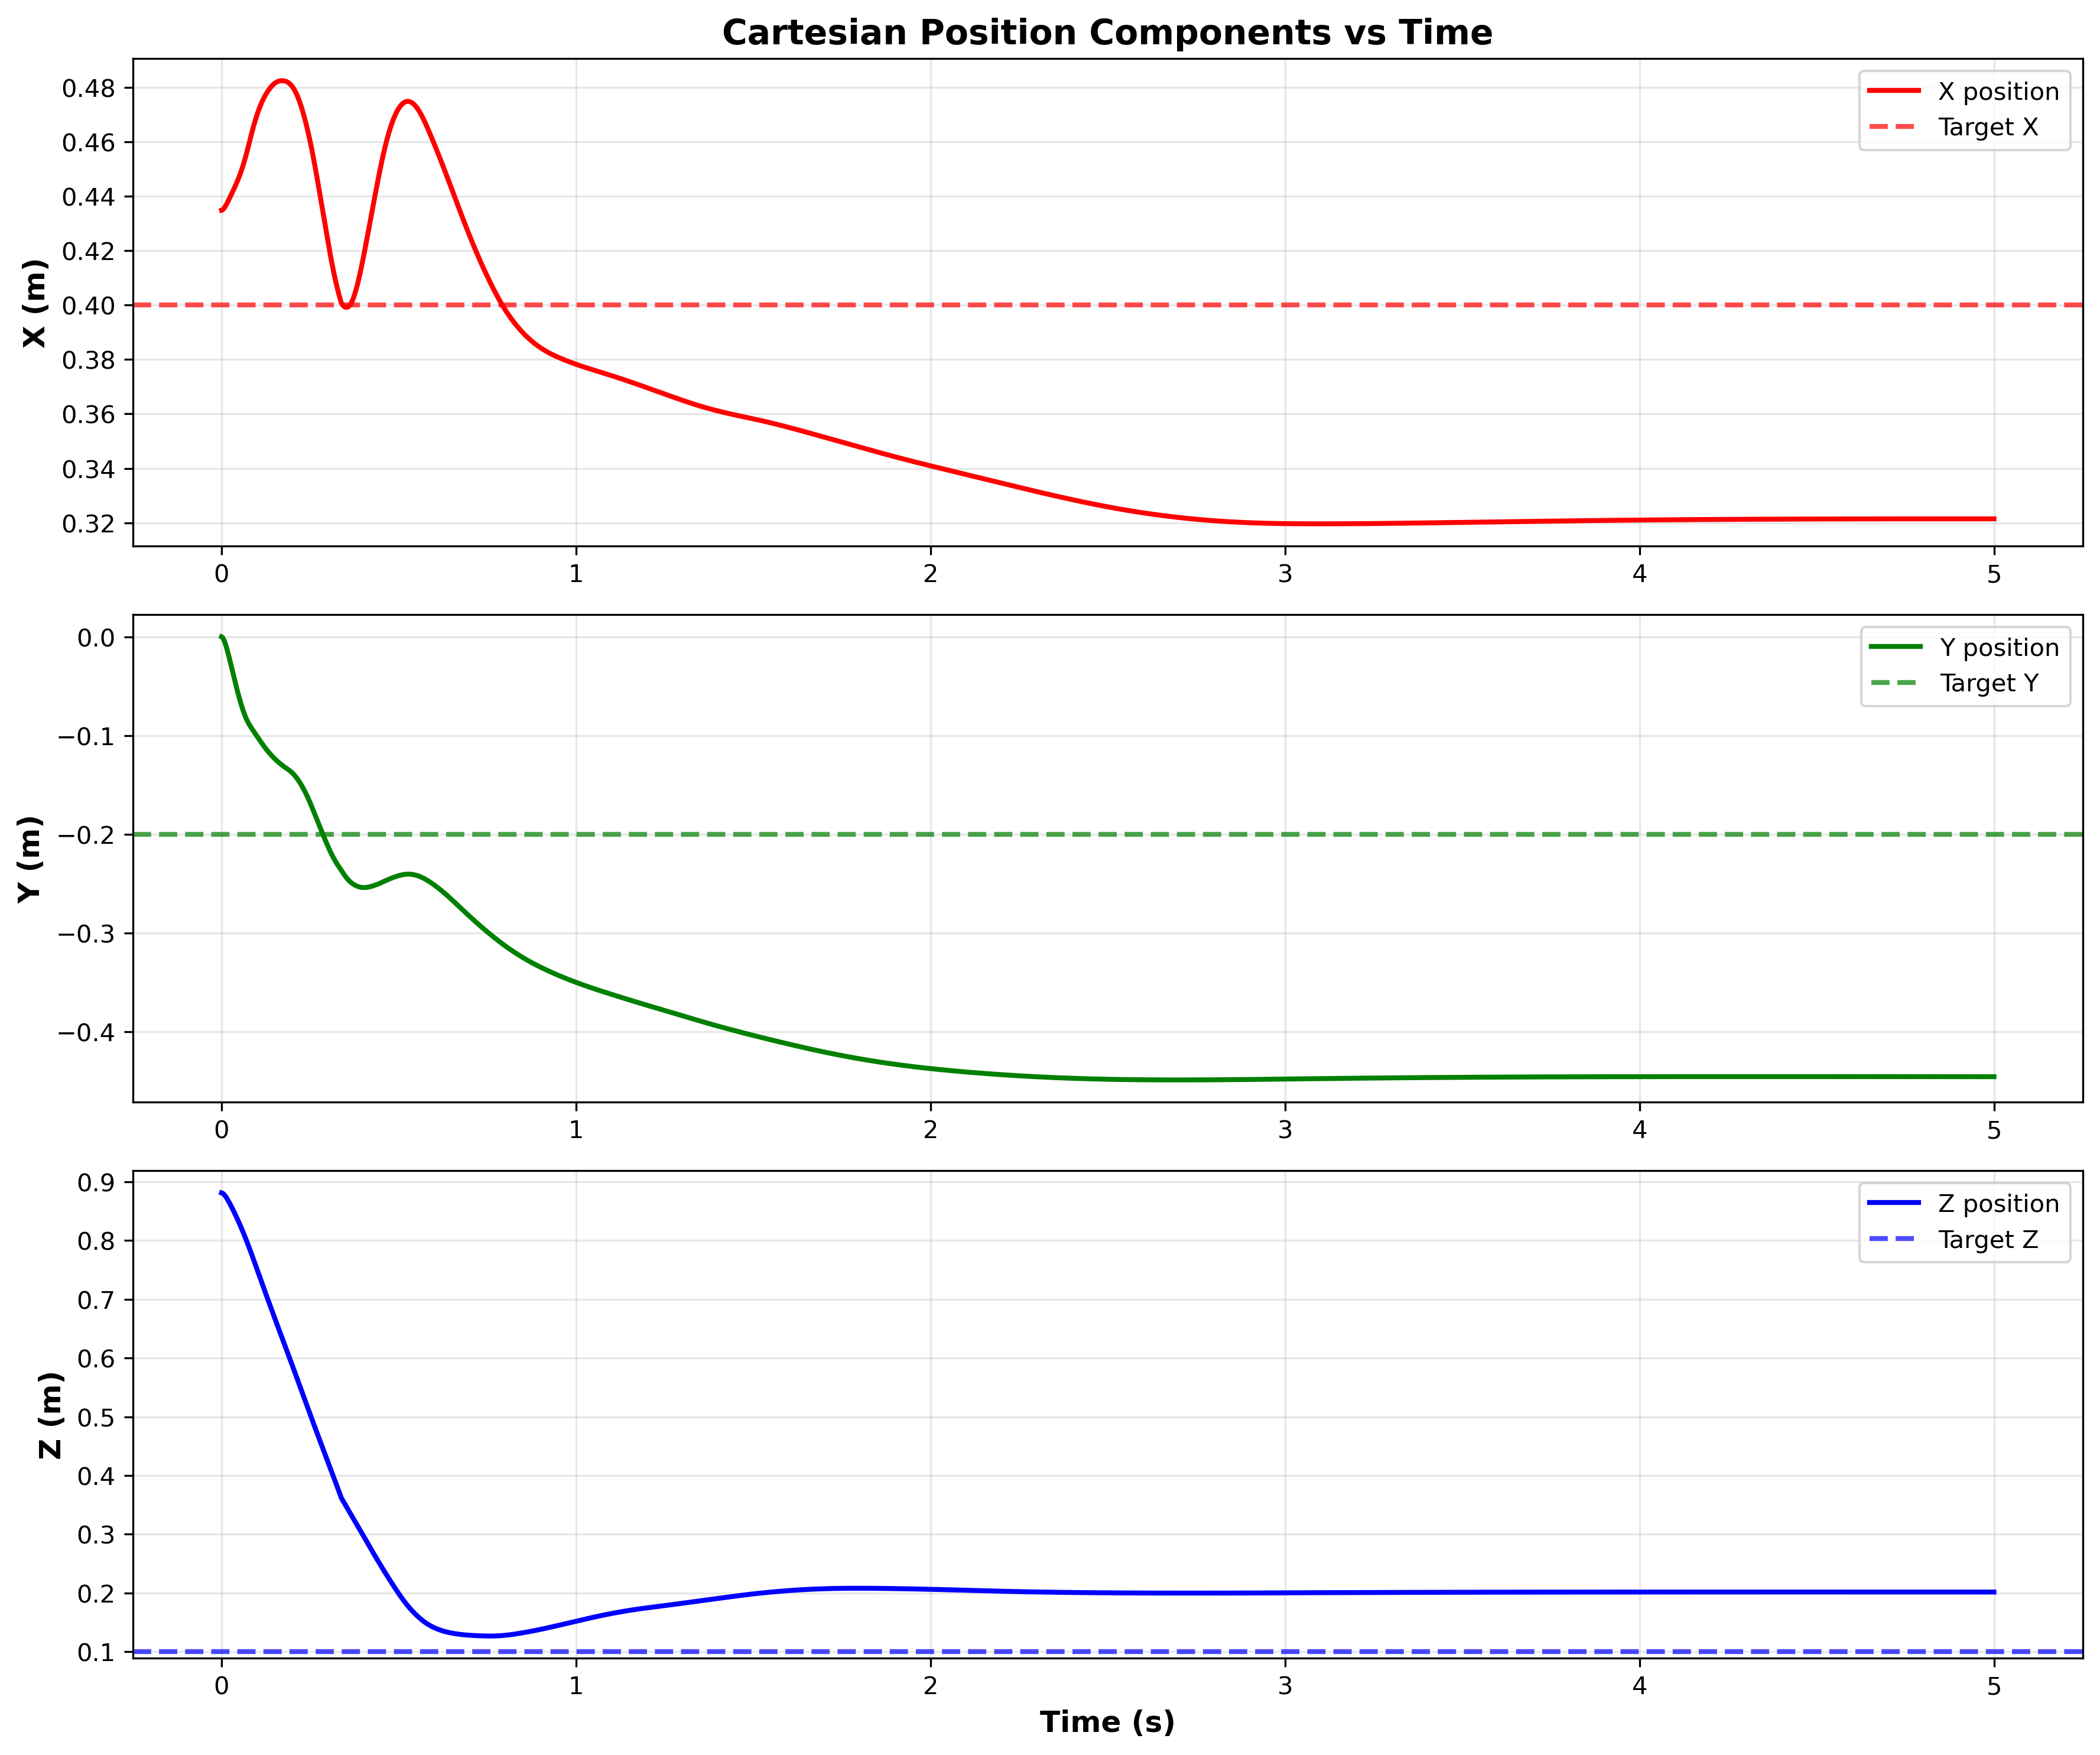 Cartesian Position Components vs Time
X (m)
0.48
0.46
0.44
0.42
0.40
0.38
0.36
0.34
0.32
X position
Target X
0 1 2 3 4 5
Y (m)
0.0
−0.1
−0.2
−0.3
−0.4
Y position
Target Y
0 1 2 3 4 5
Z (m)
0.9
0.8
0.7
0.6
0.5
0.4
0.3
0.2
0.1
Z position
Target Z
0 1 2 3 4 5
Time (s)